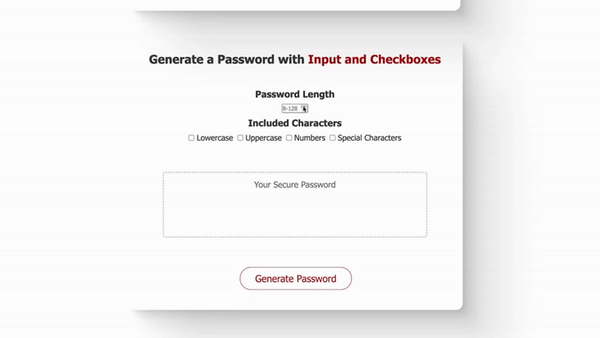 Generate a Password with Input and Checkboxes
Password Length
8-128
Included Characters
Lowercase Uppercase Numbers Special Characters
Your Secure Password
Generate Password